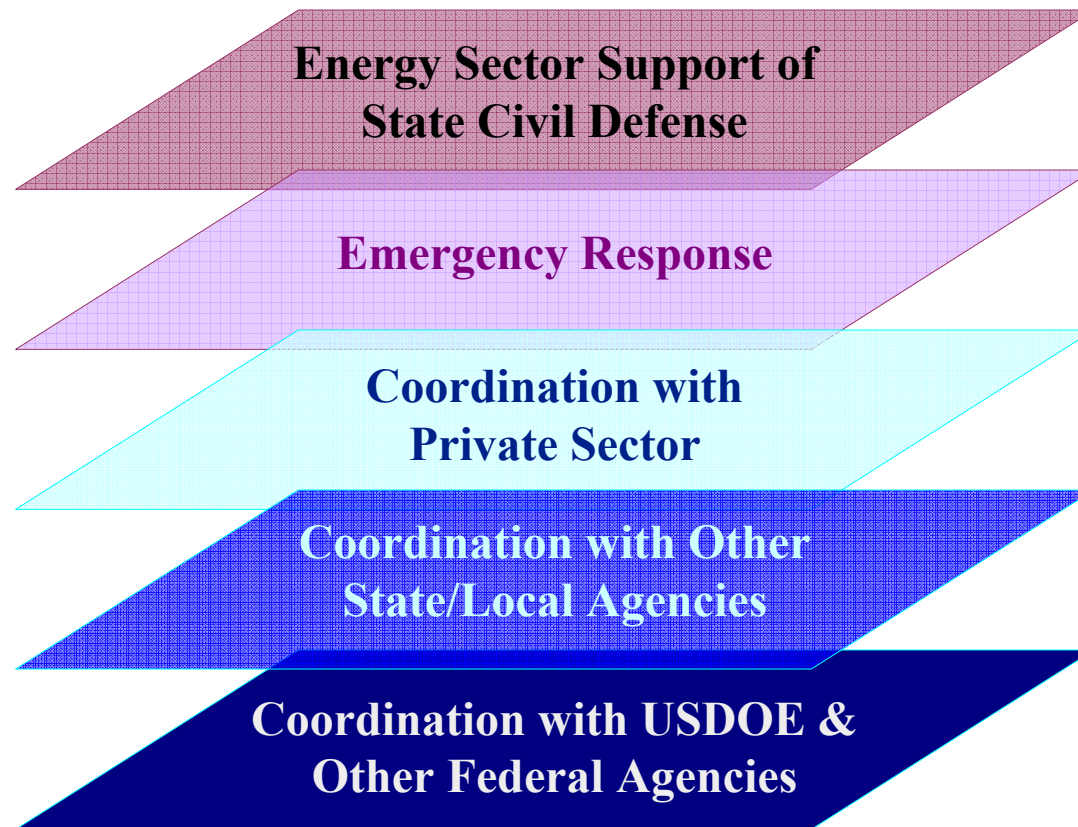 Energy Sector Support of
State Civil Defense
Emergency Response
Coordination with
Private Sector
Coordination with Other
State/Local Agencies
Coordination with USDOE &
Other Federal Agencies